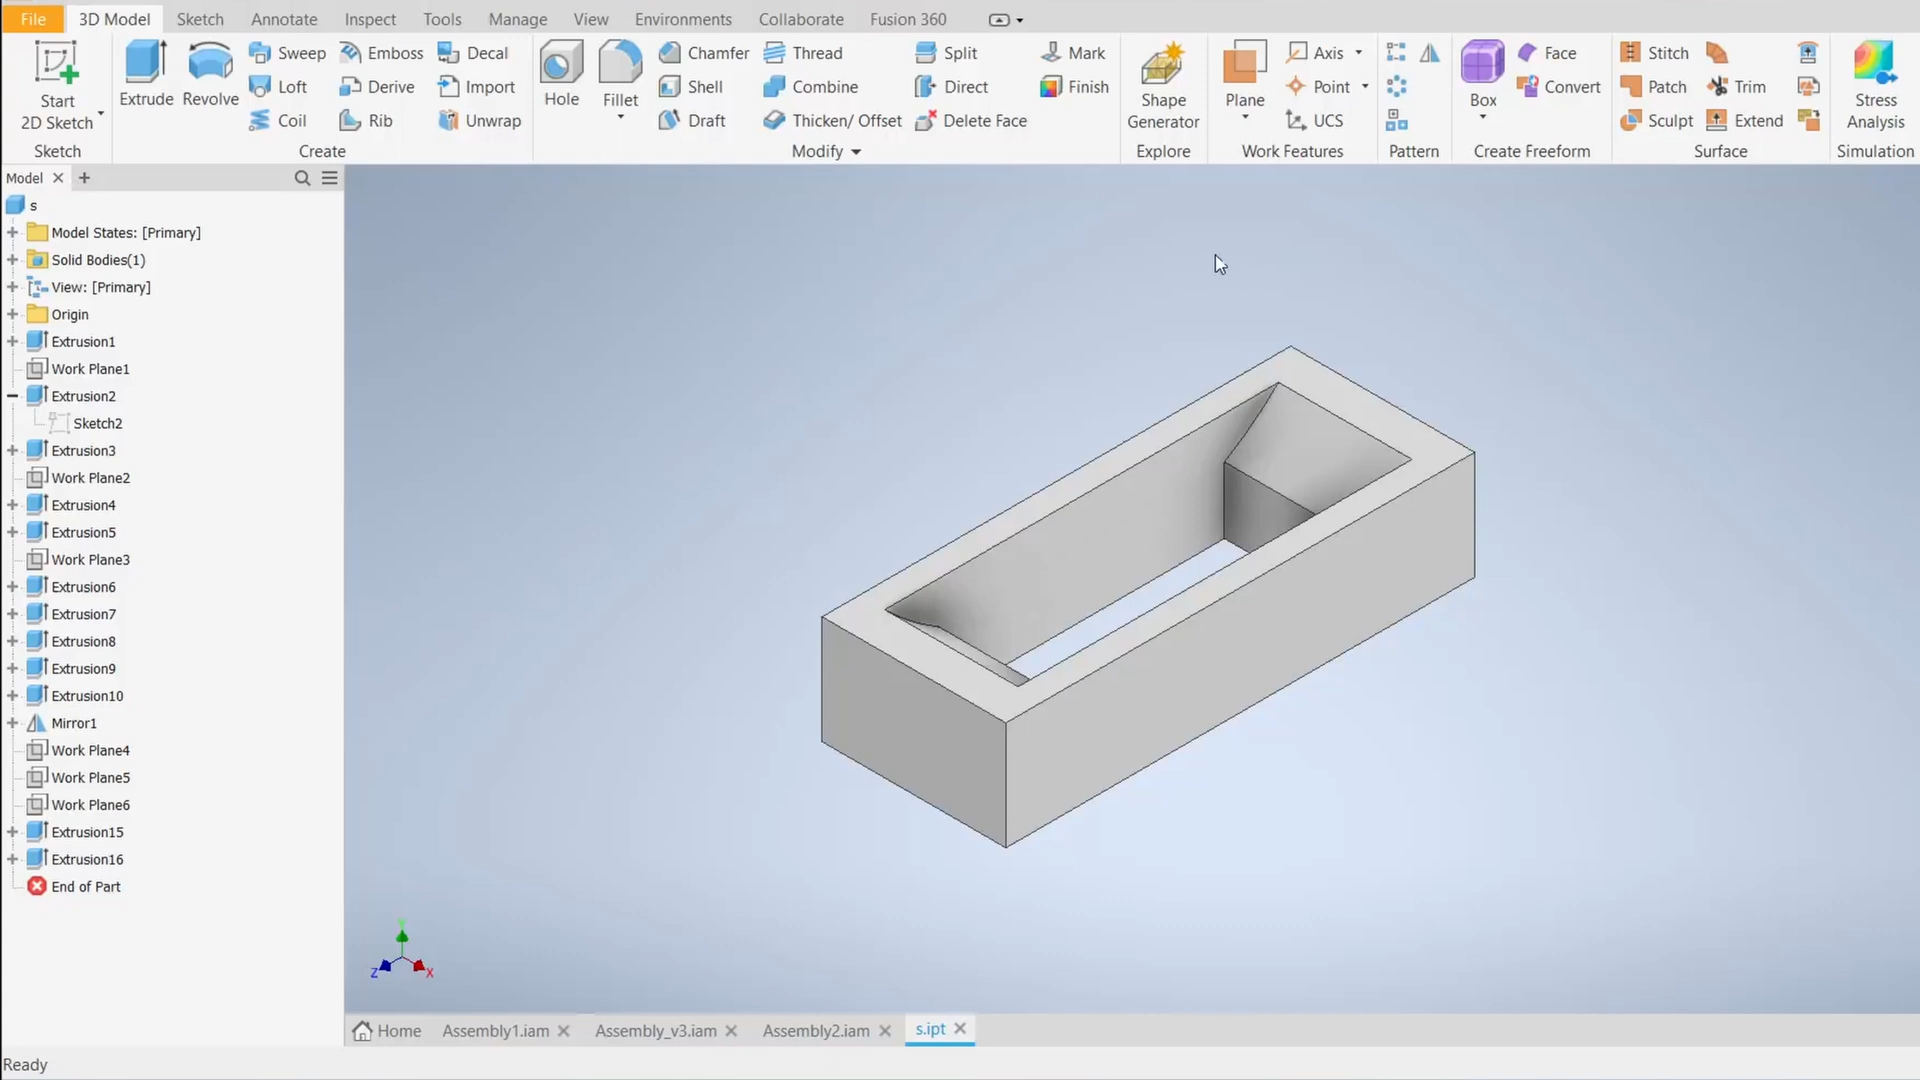 File 3D Model Sketch Annotate Inspect Tools Manage View Environments Collaborate Fusion 360
Start
2D Sketch
Sketch
Extrude
Revolve
Sweep
Loft
Coil
Emboss
Derive
Rib
Decal
Import
Unwrap
Create
Hole
Fillet
Chamfer
Shell
Draft
Thread
Combine
Thicken/ Offset
Split
Direct
Delete Face
Mark
Finish
Modify
Shape
Generator
Explore
Plane
Axis
Point
UCS
Work Features
Pattern
Box
Face
Convert
Create Freeform
Stitch
Patch
Sculpt
Trim
Extend
Surface
Stress
Analysis
Simulation
Model
s
Model States: [Primary]
Solid Bodies(1)
View: [Primary]
Origin
Extrusion1
Work Plane1
Extrusion2
Sketch2
Extrusion3
Work Plane2
Extrusion4
Extrusion5
Work Plane3
Extrusion6
Extrusion7
Extrusion8
Extrusion9
Extrusion10
Mirror1
Work Plane4
Work Plane5
Work Plane6
Extrusion15
Extrusion16
End of Part
Y
Z
X
Home Assembly1.iam Assembly_v3.iam Assembly2.iam s.ipt
Ready